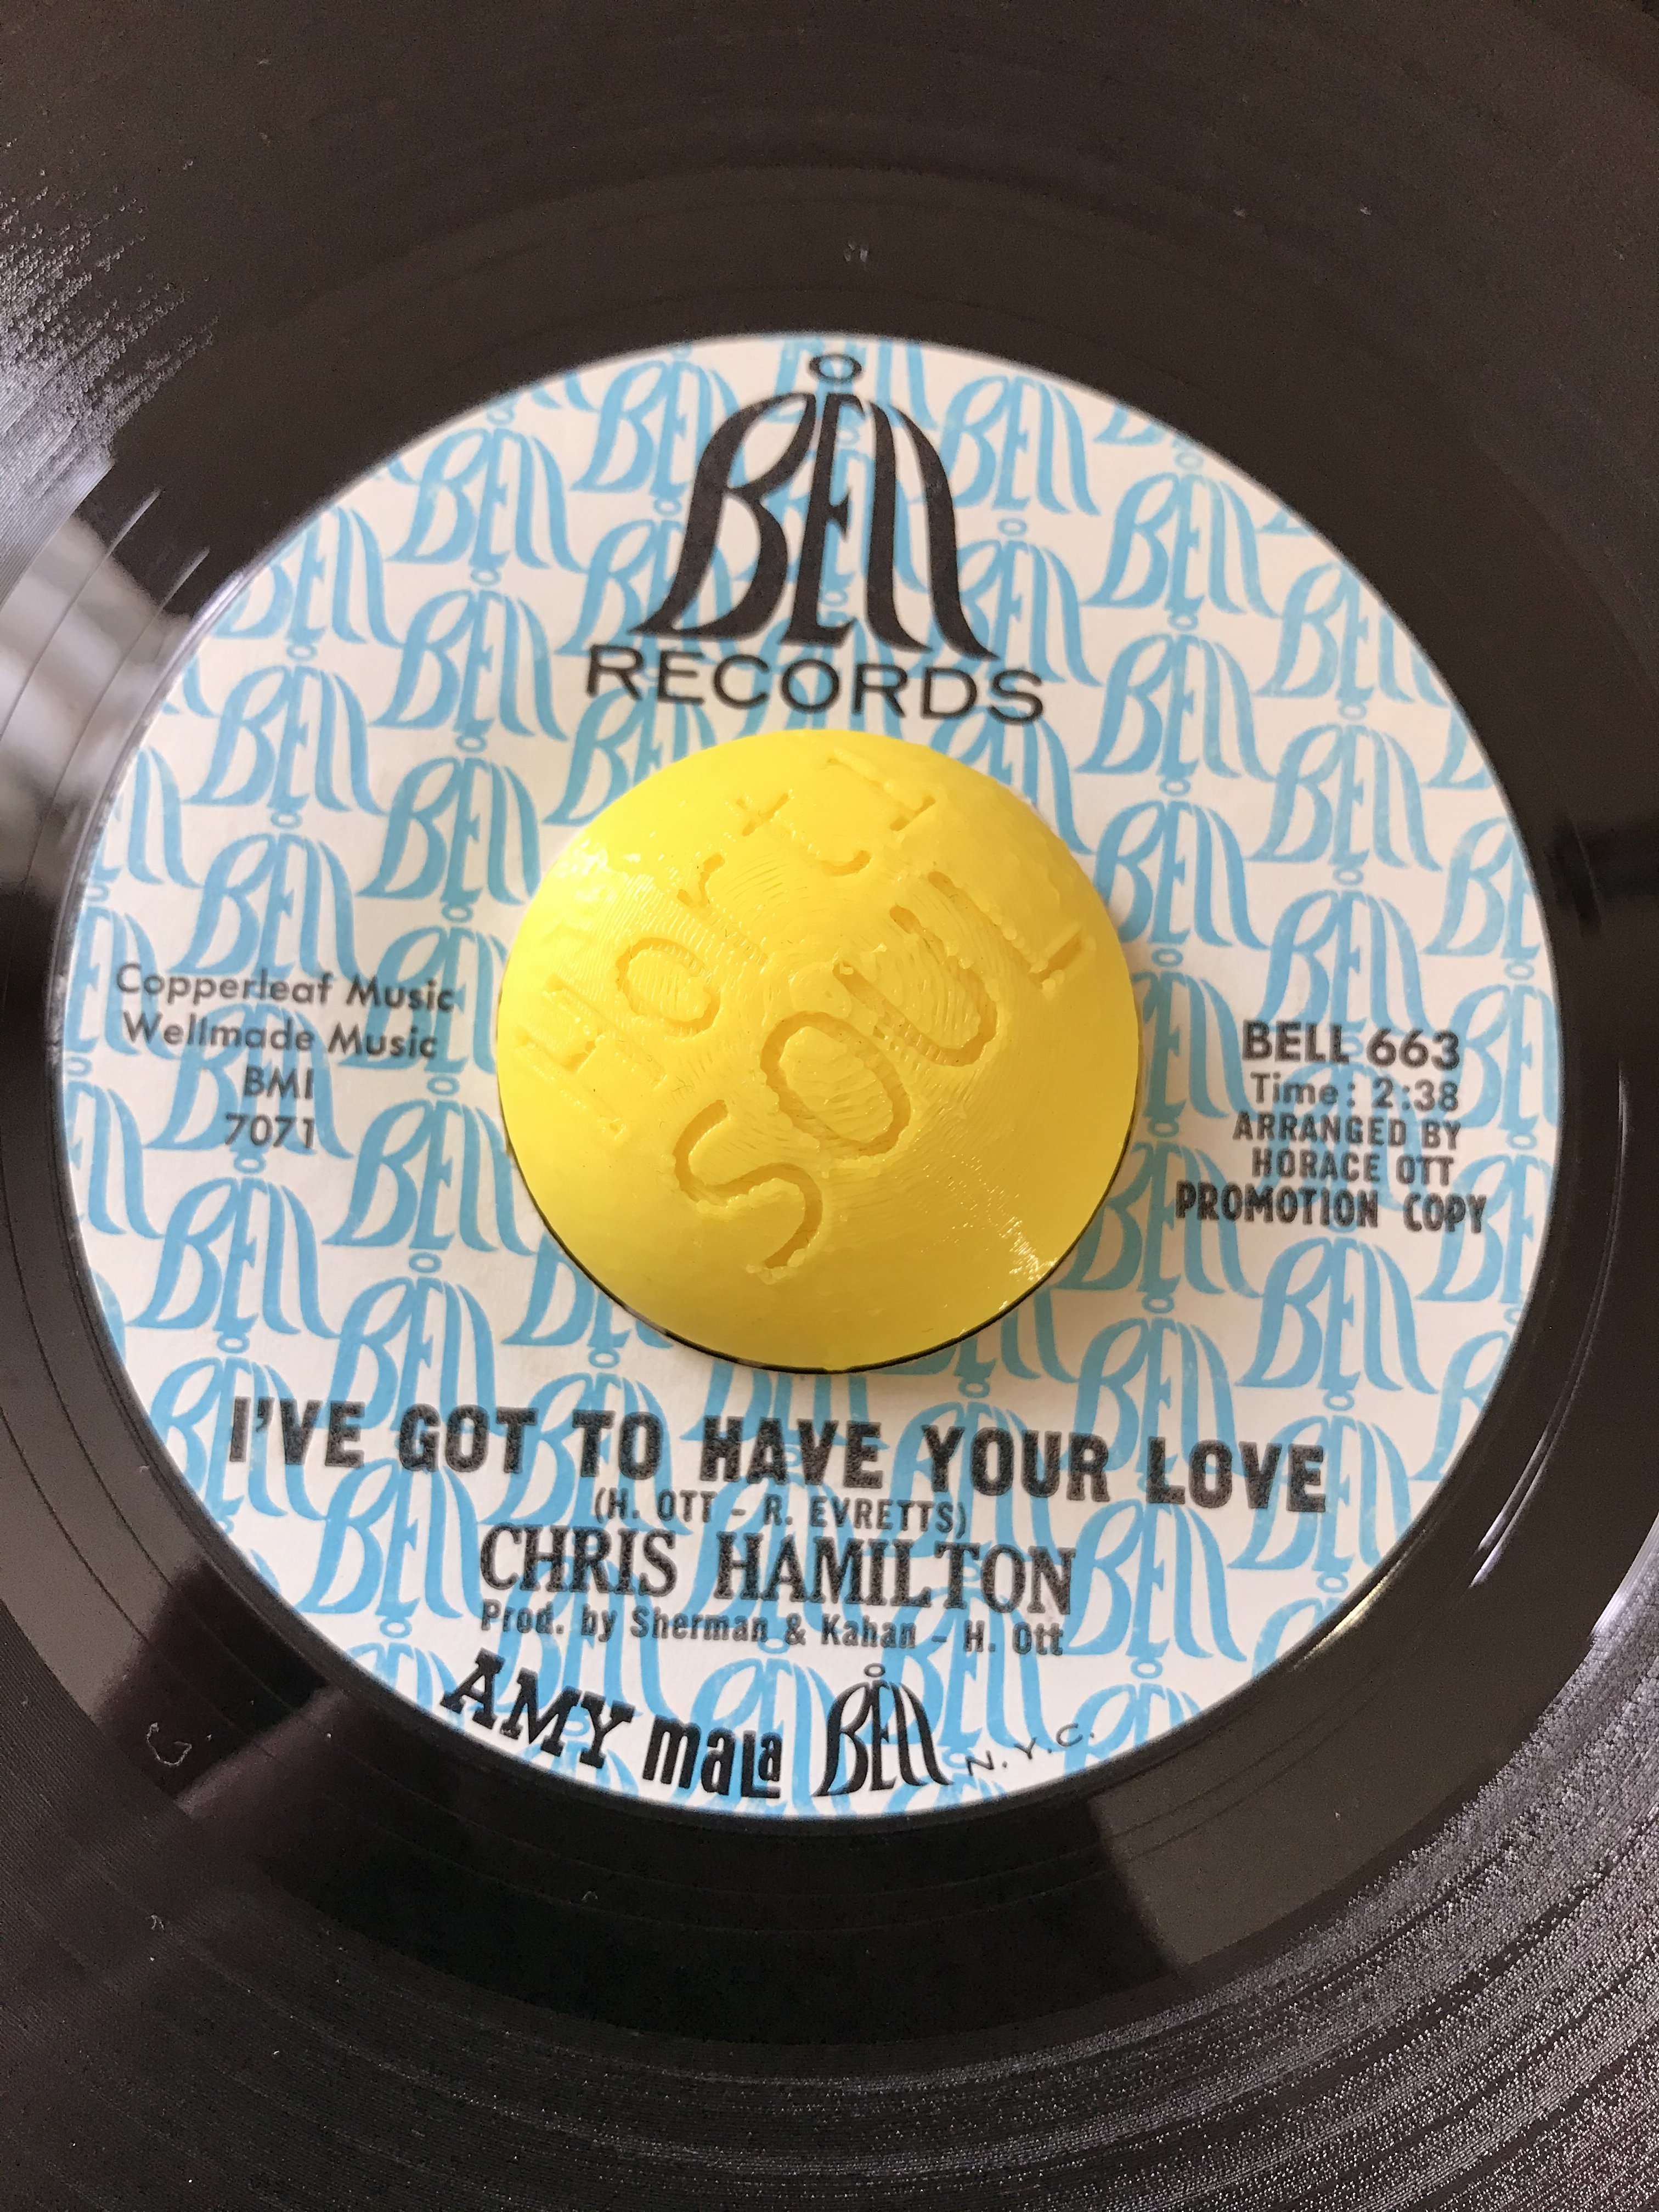 BELL
RECORDS
NORTH
SOUL
Copperleaf Music
Wellmade Music
BMI
7071
BELL 663
Time: 2:38
ARRANGED BY
HORACE OTT
PROMOTION COPY
I'VE GOT TO HAVE YOUR LOVE
(H. OTT - R. EVRETTS)
CHRIS HAMILTON
Prod. by Sherman & Kahan - H. Ott
AMY mala BELL N.Y.C.